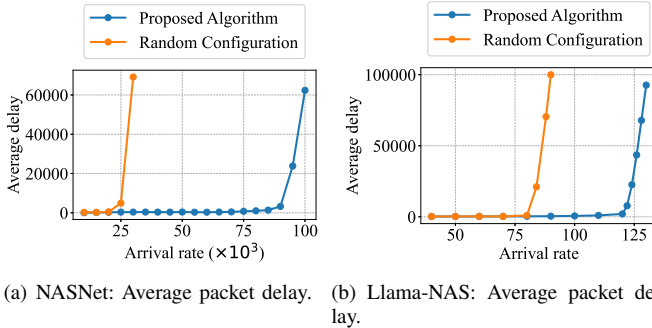 Proposed Algorithm
Random Configuration
Average delay
60000
40000
20000
0
25
50
75
100
Arrival rate (×10³)
(a) NASNet: Average packet delay.
Proposed Algorithm
Random Configuration
Average delay
100000
50000
0
50
75
100
125
Arrival rate
(b) Llama-NAS: Average packet de
lay.